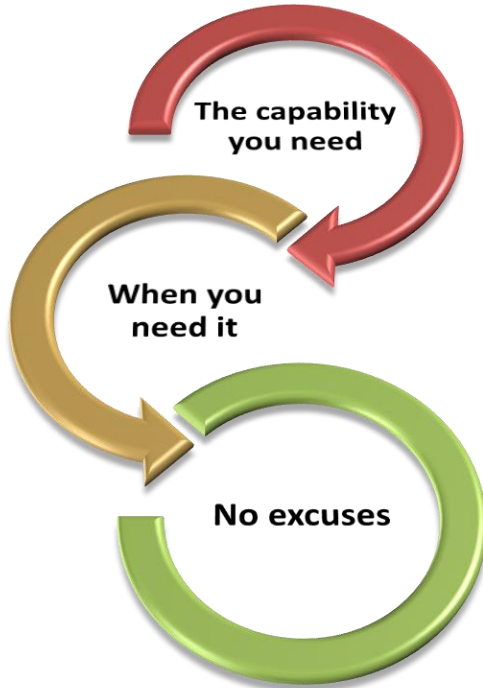 The capability
you need
When you
need it
No excuses